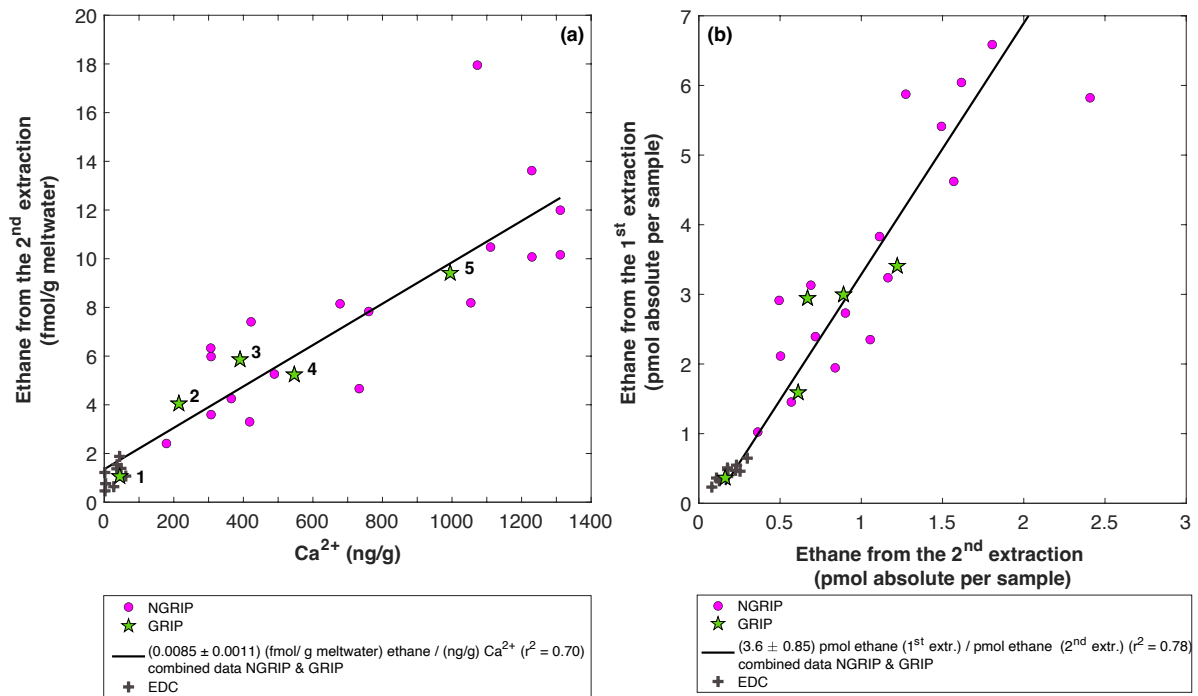 (a)
20
18
16
14
12
10
8
6
4
2
0
Ethane from the 2nd extraction
(fmol/g meltwater)
1
2
3
4
5
0 200 400 600 800 1000 1200 1400
Ca2+ (ng/g)
NGRIP
GRIP
(0.0085 ± 0.0011) (fmol/ g meltwater) ethane / (ng/g) Ca2+ (r2 = 0.70)
combined data NGRIP & GRIP
EDC
(b)
7
6
5
4
3
2
1
0
Ethane from the 1st extraction
(pmol absolute per sample)
0 0.5 1 1.5 2 2.5 3
Ethane from the 2nd extraction
(pmol absolute per sample)
NGRIP
GRIP
(3.6 ± 0.85) pmol ethane (1st extr.) / pmol ethane (2nd extr.) (r2 = 0.78)
combined data NGRIP & GRIP
EDC